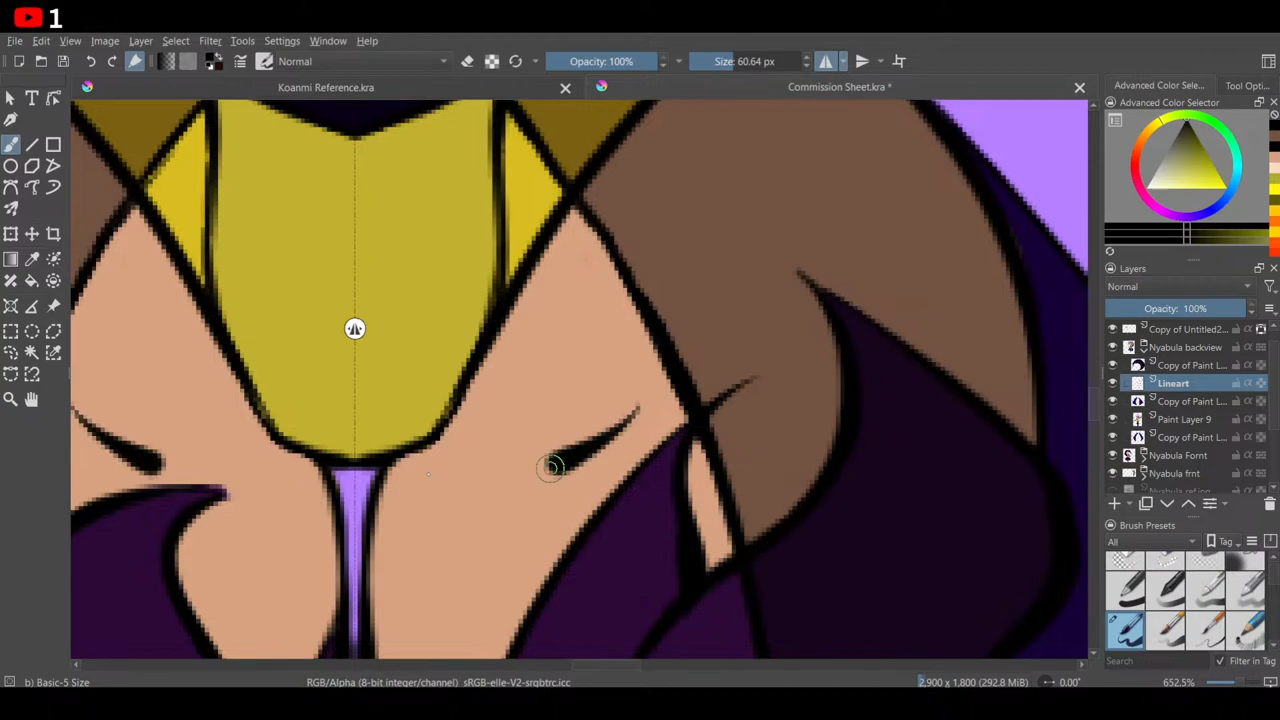 1
File Edit View Image Layer Select Filter Tools Settings Window Help
Normal Opacity: 100% Size: 60.64 px
Koanmi Reference.kra Commission Sheet.kra * Advanced Color Sele... Tool Opti...
Advanced Color Selector
Layers
Normal
Opacity: 100%
Copy of Untitled2...
Nyabula backview
Copy of Paint L...
Lineart
Copy of Paint L...
Paint Layer 9
Copy of Paint L...
Nyabula Fornt
Nyabula frnt
Nyabula ref.jpg
Brush Presets
All Tag
Search Filter in Tag
b) Basic-5 Size RGB/Alpha (8-bit integer/channel) sRGB-elle-V2-srgbtrc.icc 2,900 x 1,800 (292.8 MiB) 0.00° 652.5%